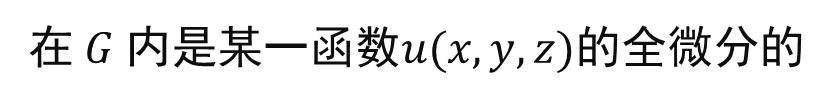 在 G 内是某一函数u(x, y, z)的全微分的